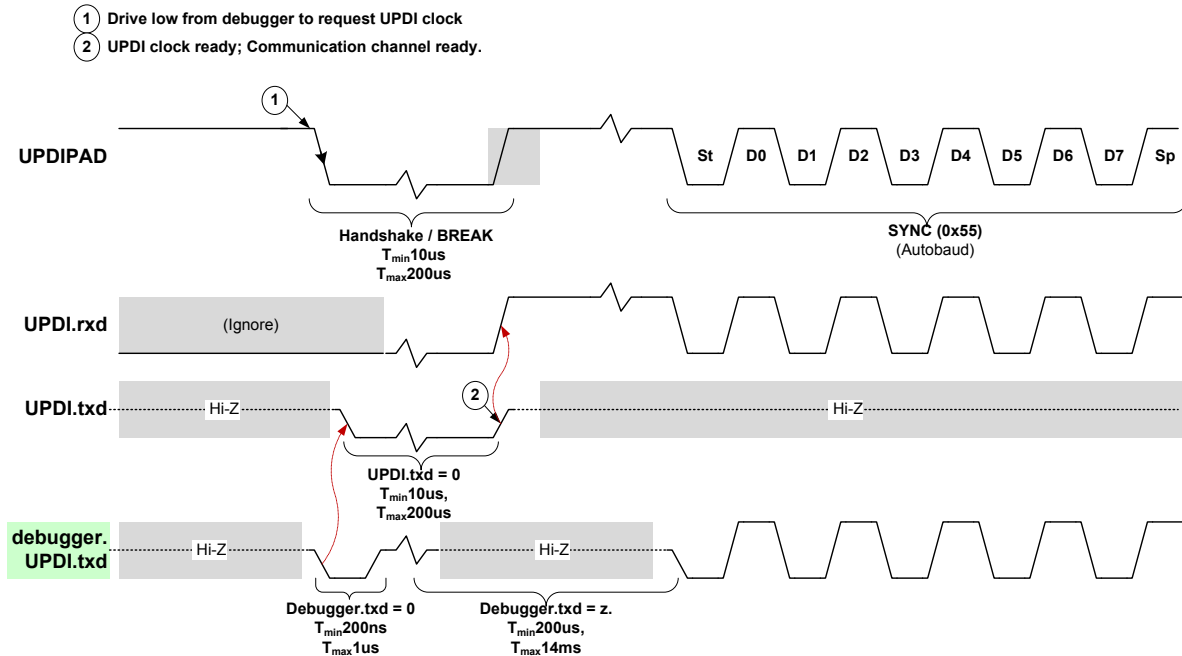 1 Drive low from debugger to request UPDI clock
2 UPDI clock ready; Communication channel ready.
1
UPDIPAD
St D0 D1 D2 D3 D4 D5 D6 D7 Sp
Handshake / BREAK
Tmin10us
Tmax200us
SYNC (0x55)
(Autobaud)
UPDI.rxd
(Ignore)
2
UPDI.txd
Hi-Z
Hi-Z
UPDI.txd = 0
Tmin10us,
Tmax200us
debugger.
UPDI.txd
Hi-Z
Hi-Z
Debugger.txd = 0
Tmin200ns
Tmax1us
Debugger.txd = z.
Tmin200us,
Tmax14ms